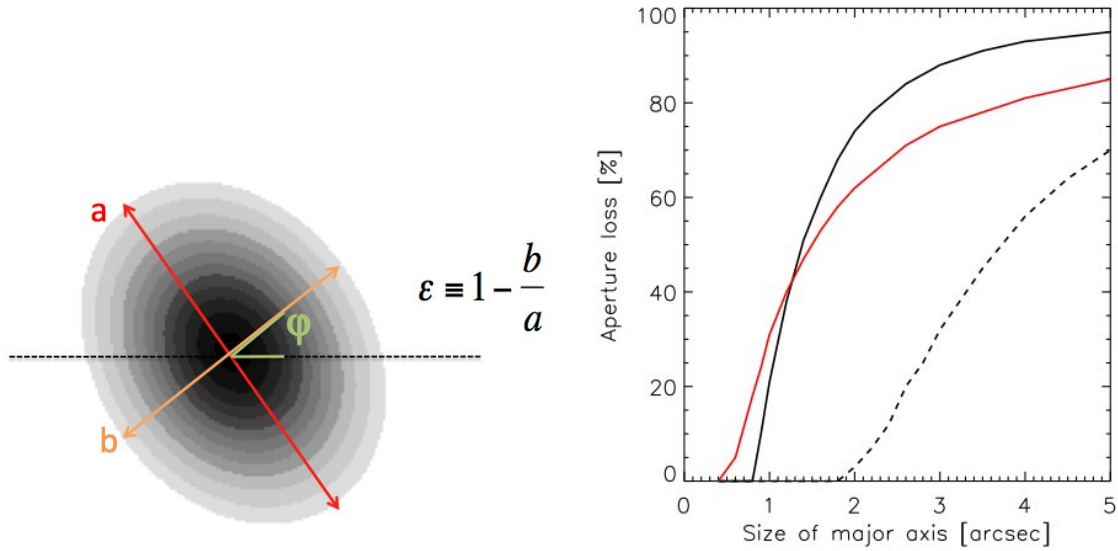 a
b
φ
ε ≡ 1 - b/a
100
80
60
40
20
0
Aperture loss [%]
0 1 2 3 4 5
Size of major axis [arcsec]